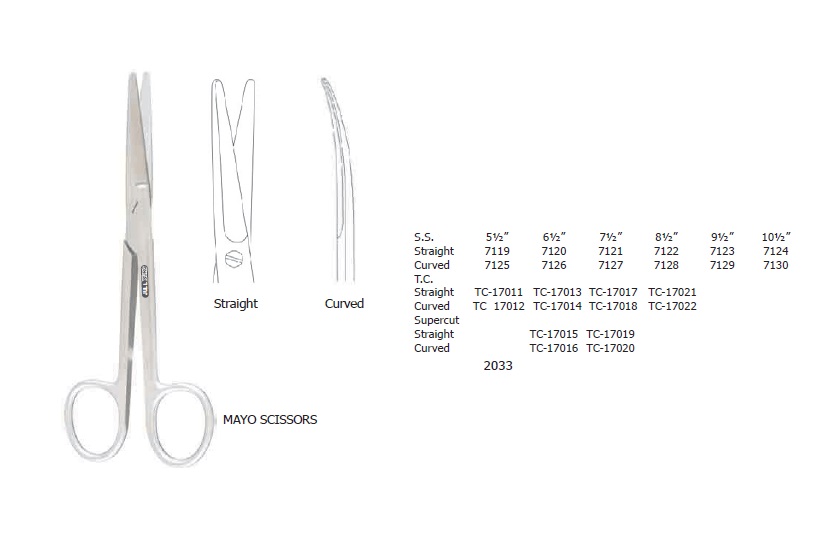 Straight
Curved
MAYO SCISSORS
S.S. 5½” 6½” 7½” 8½” 9½” 10½”
Straight 7119 7120 7121 7122 7123 7124
Curved 7125 7126 7127 7128 7129 7130
T.C.
Straight TC-17011 TC-17013 TC-17017 TC-17021
Curved TC 17012 TC-17014 TC-17018 TC-17022
Supercut
Straight TC-17015 TC-17019
Curved TC-17016 TC-17020
2033